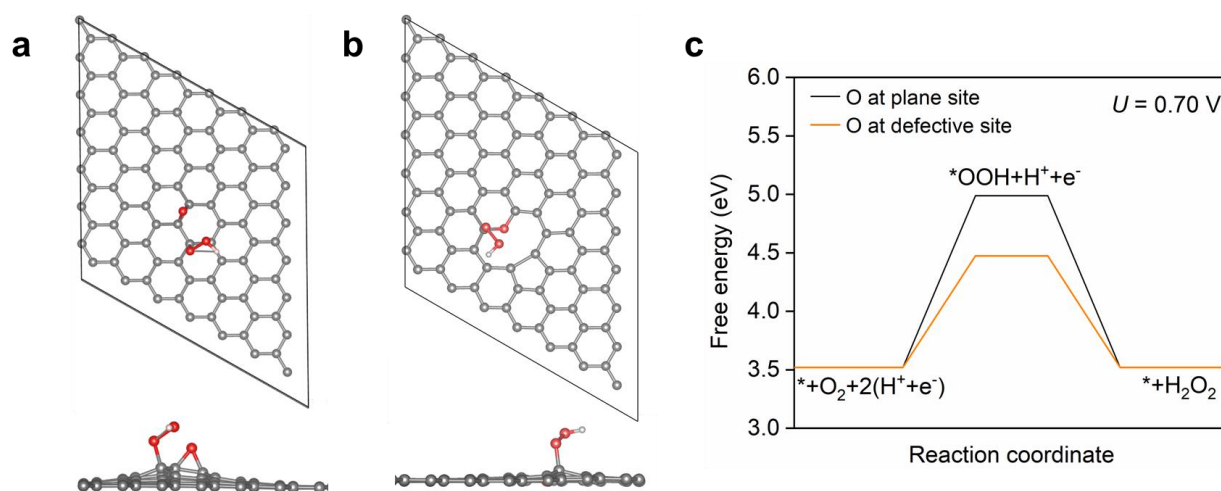 a
b
c
6.0
5.5
5.0
4.5
4.0
3.5
3.0
Free energy (eV)
O at plane site
O at defective site
U = 0.70 V
*OOH+H⁺+e⁻
*+O₂+2(H⁺+e⁻)
*+H₂O₂
Reaction coordinate